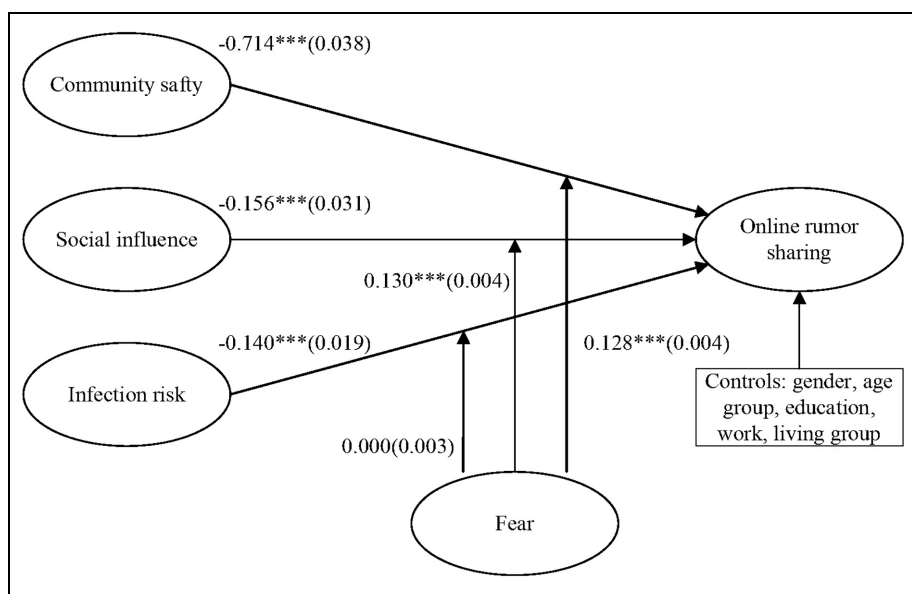 -0.714***(0.038)
Community safty
-0.156***(0.031)
Social influence
Online rumor
sharing
0.130***(0.004)
-0.140***(0.019)
0.128***(0.004)
Infection risk
Controls: gender, age
group, education,
work, living group
0.000(0.003)
Fear